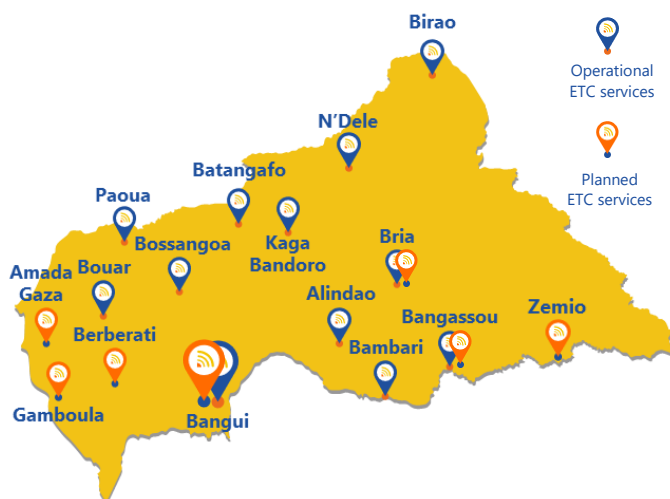 Birao
Operational
ETC services
N'Dele
Planned
ETC services
Batangafo
Paoua
Bossangoa
Kaga
Bandoro
Bria
Amada
Gaza
Bouar
Alindao
Bangassou
Zemio
Berberati
Bambari
Gamboula
Bangui